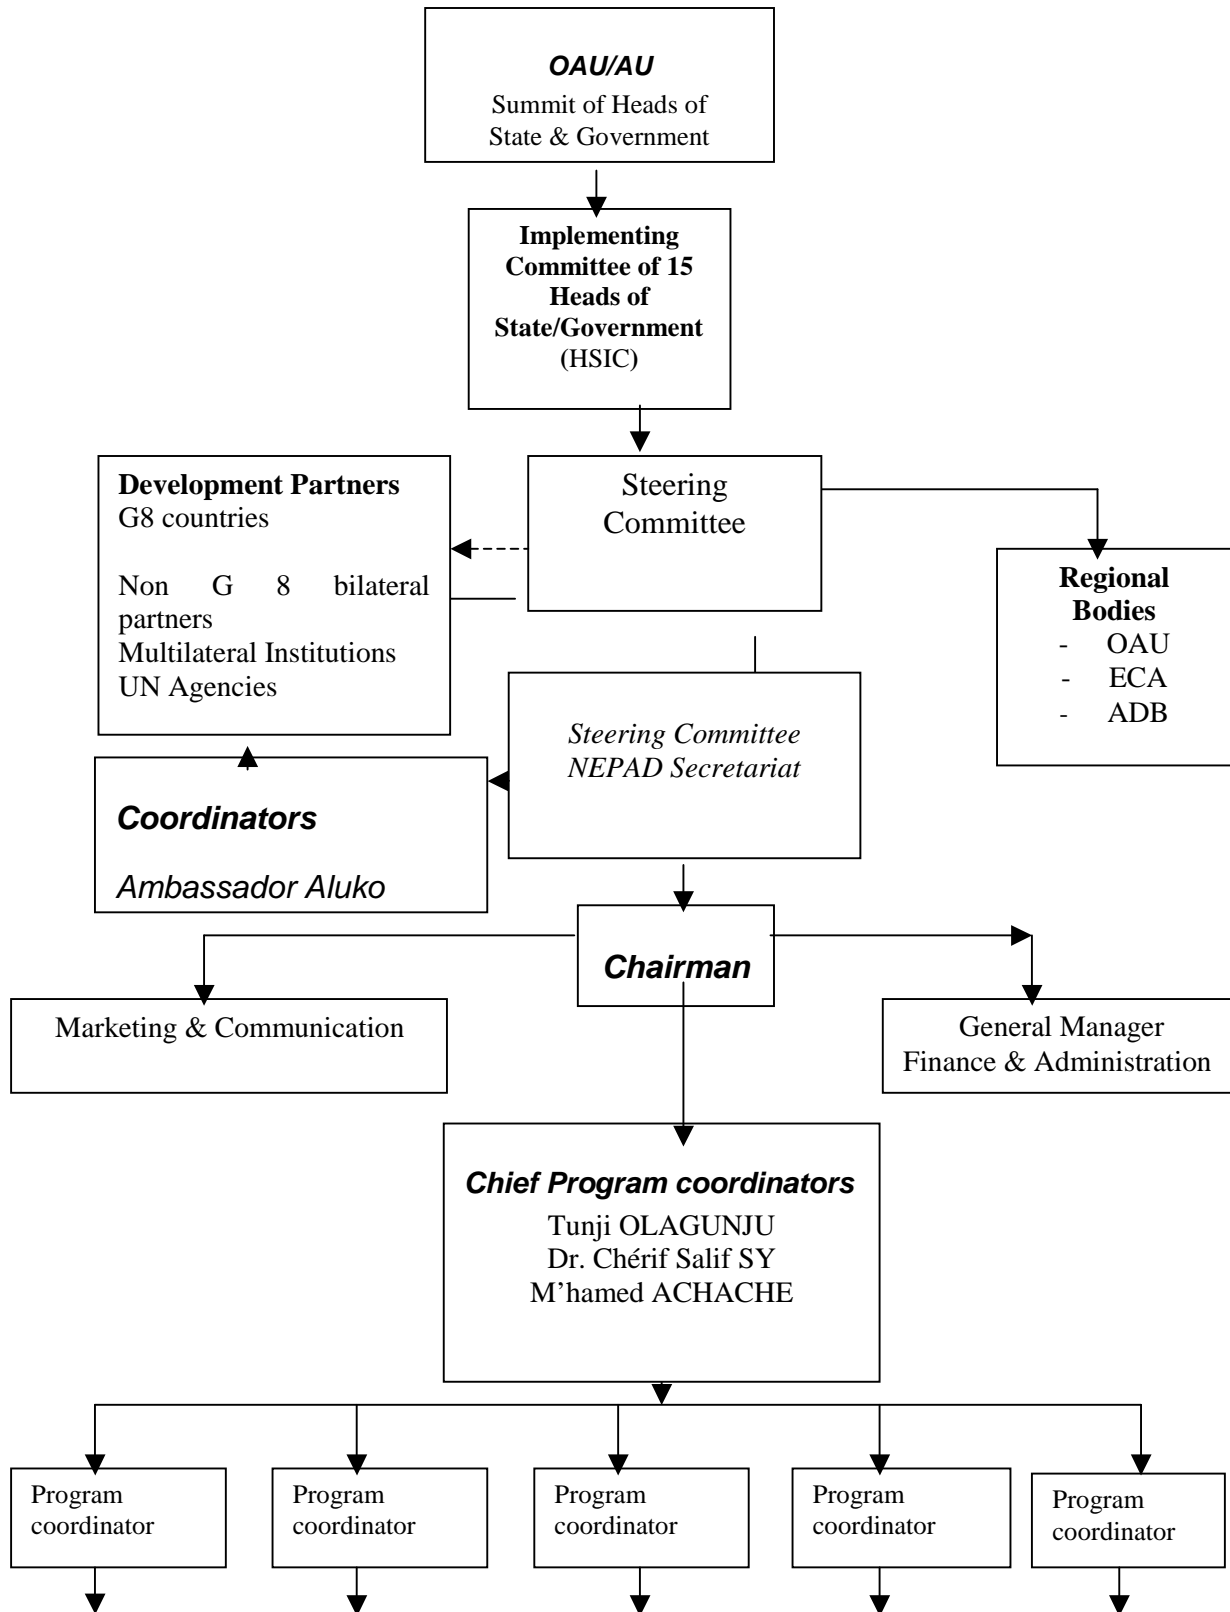 OAU/AU
Summit of Heads of
State & Government
Implementing
Committee of 15
Heads of
State/Government
(HSIC)
Development Partners
G8 countries
Non G 8 bilateral
partners
Multilateral Institutions
UN Agencies
Steering
Committee
Regional
Bodies
- OAU
- ECA
- ADB
Steering Committee
NEPAD Secretariat
Coordinators
Ambassador Aluko
Chairman
Marketing & Communication
General Manager
Finance & Administration
Chief Program coordinators
Tunji OLAGUNJU
Dr. Chérif Salif SY
M’hamed ACHACHE
Program
coordinator
Program
coordinator
Program
coordinator
Program
coordinator
Program
coordinator